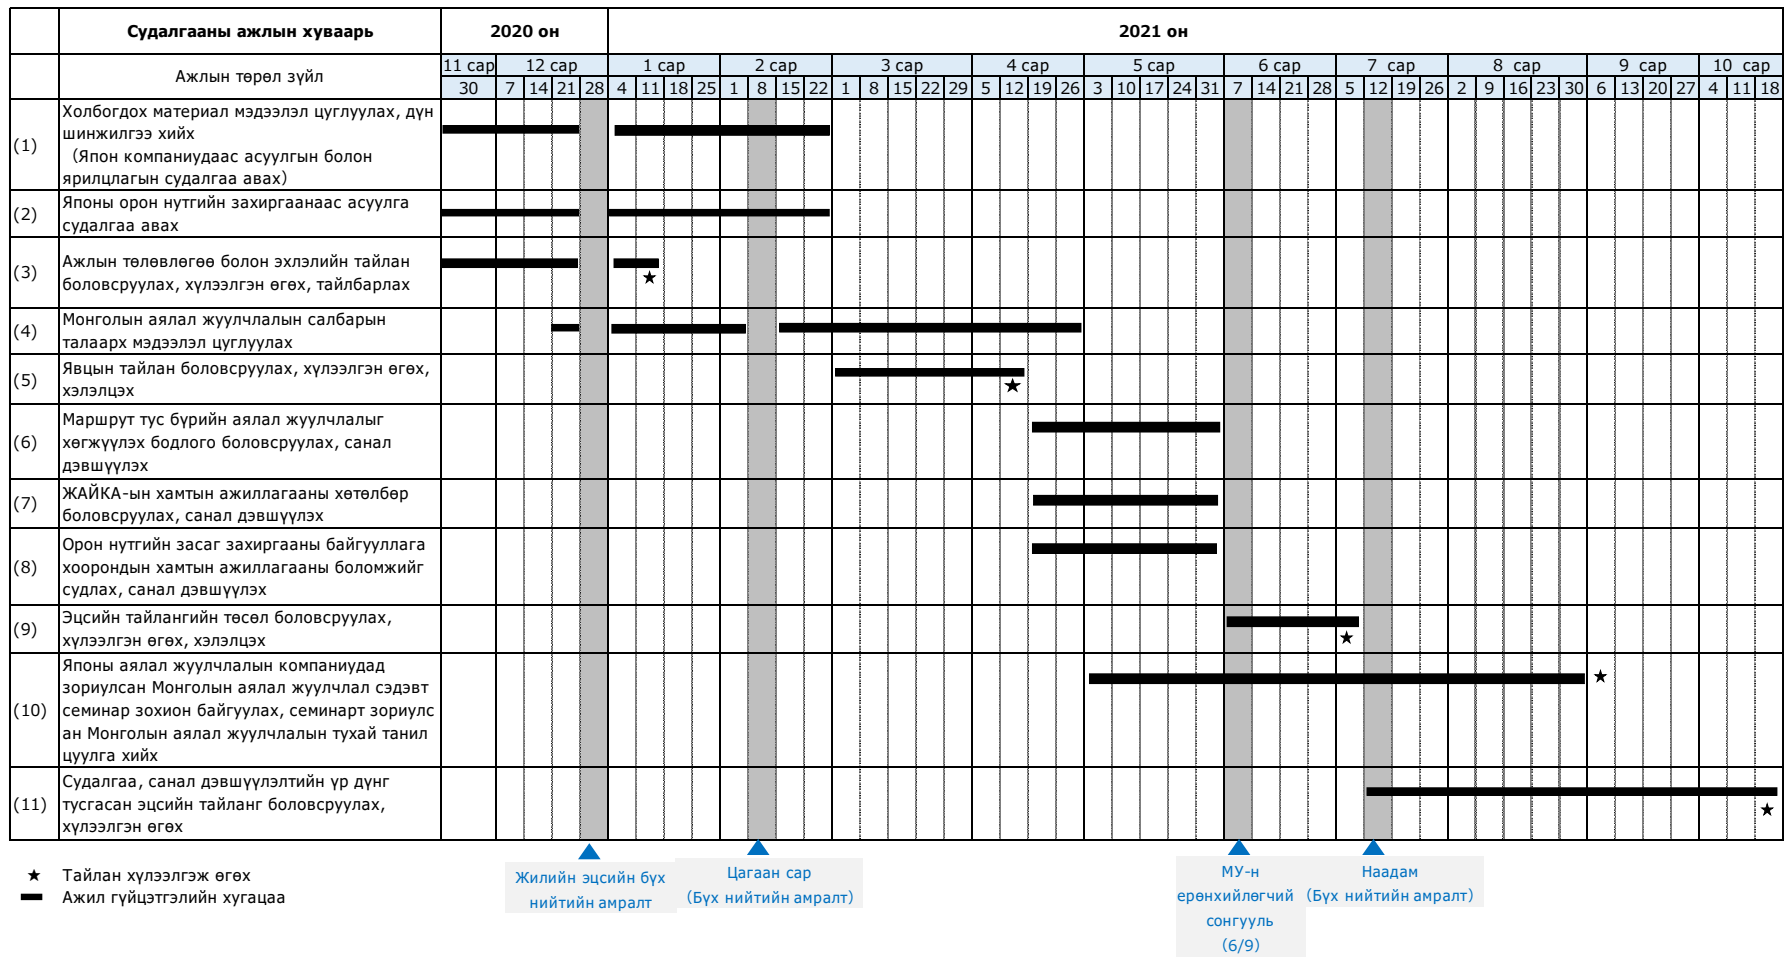 Судалгааны ажлын хуваарь 2020 он 2021 он
Ажлын төрөл зүйл 11 сар 12 сар 1 сар 2 сар 3 сар 4 сар 5 сар 6 сар 7 сар 8 сар 9 сар 10 сар
30 7 14 21 28 4 11 18 25 1 8 15 22 1 8 15 22 29 5 12 19 26 3 10 17 24 31 7 14 21 28 5 12 19 26 2 9 16 23 30 6 13 20 27 4 11 18
(1)
Холбогдох материал мэдээлэл цуглуулах, дүн
шинжилгээ хийх
(Япон компаниудаас асуулгын болон
ярилцлагын судалгаа авах)
(2)
Японы орон нутгийн захиргаанаас асуулга
судалгаа авах
(3)
Ажлын төлөвлөгөө болон эхлэлийн тайлан
боловсруулах, хүлээлгэн өгөх, тайлбарлах
★
(4)
Монголын аялал жуулчлалын салбарын
талаарх мэдээлэл цуглуулах
(5)
Явцын тайлан боловсруулах, хүлээлгэн өгөх,
хэлэлцэх
★
(6)
Маршрут тус бүрийн аялал жуулчлалыг
хөгжүүлэх бодлого боловсруулах, санал
дэвшүүлэх
(7)
ЖАЙКА-ын хамтын ажиллагааны хөтөлбөр
боловсруулах, санал дэвшүүлэх
(8)
Орон нутгийн засаг захиргааны байгууллага
хоорондын хамтын ажиллагааны боломжийг
судлах, санал дэвшүүлэх
(9)
Эцсийн тайлангийн төсөл боловсруулах,
хүлээлгэн өгөх, хэлэлцэх
★
(10)
Японы аялал жуулчлалын компаниудад
зориулсан Монголын аялал жуулчлал сэдэвт
семинар зохион байгуулах, семинарт зориулс
ан Монголын аялал жуулчлалын тухай танил
цуулга хийх
★
(11)
Судалгаа, санал дэвшүүлэлтийн үр дүнг
тусгасан эцсийн тайланг боловсруулах,
хүлээлгэн өгөх
★
★ Тайлан хүлээлгэж өгөх
Ажил гүйцэтгэлийн хугацаа
Жилийн эцсийн бүх
нийтийн амралт
Цагаан сар
(Бүх нийтийн амралт)
МУ-н
ерөнхийлөгчий
сонгууль
(6/9)
Наадам
(Бүх нийтийн амралт)